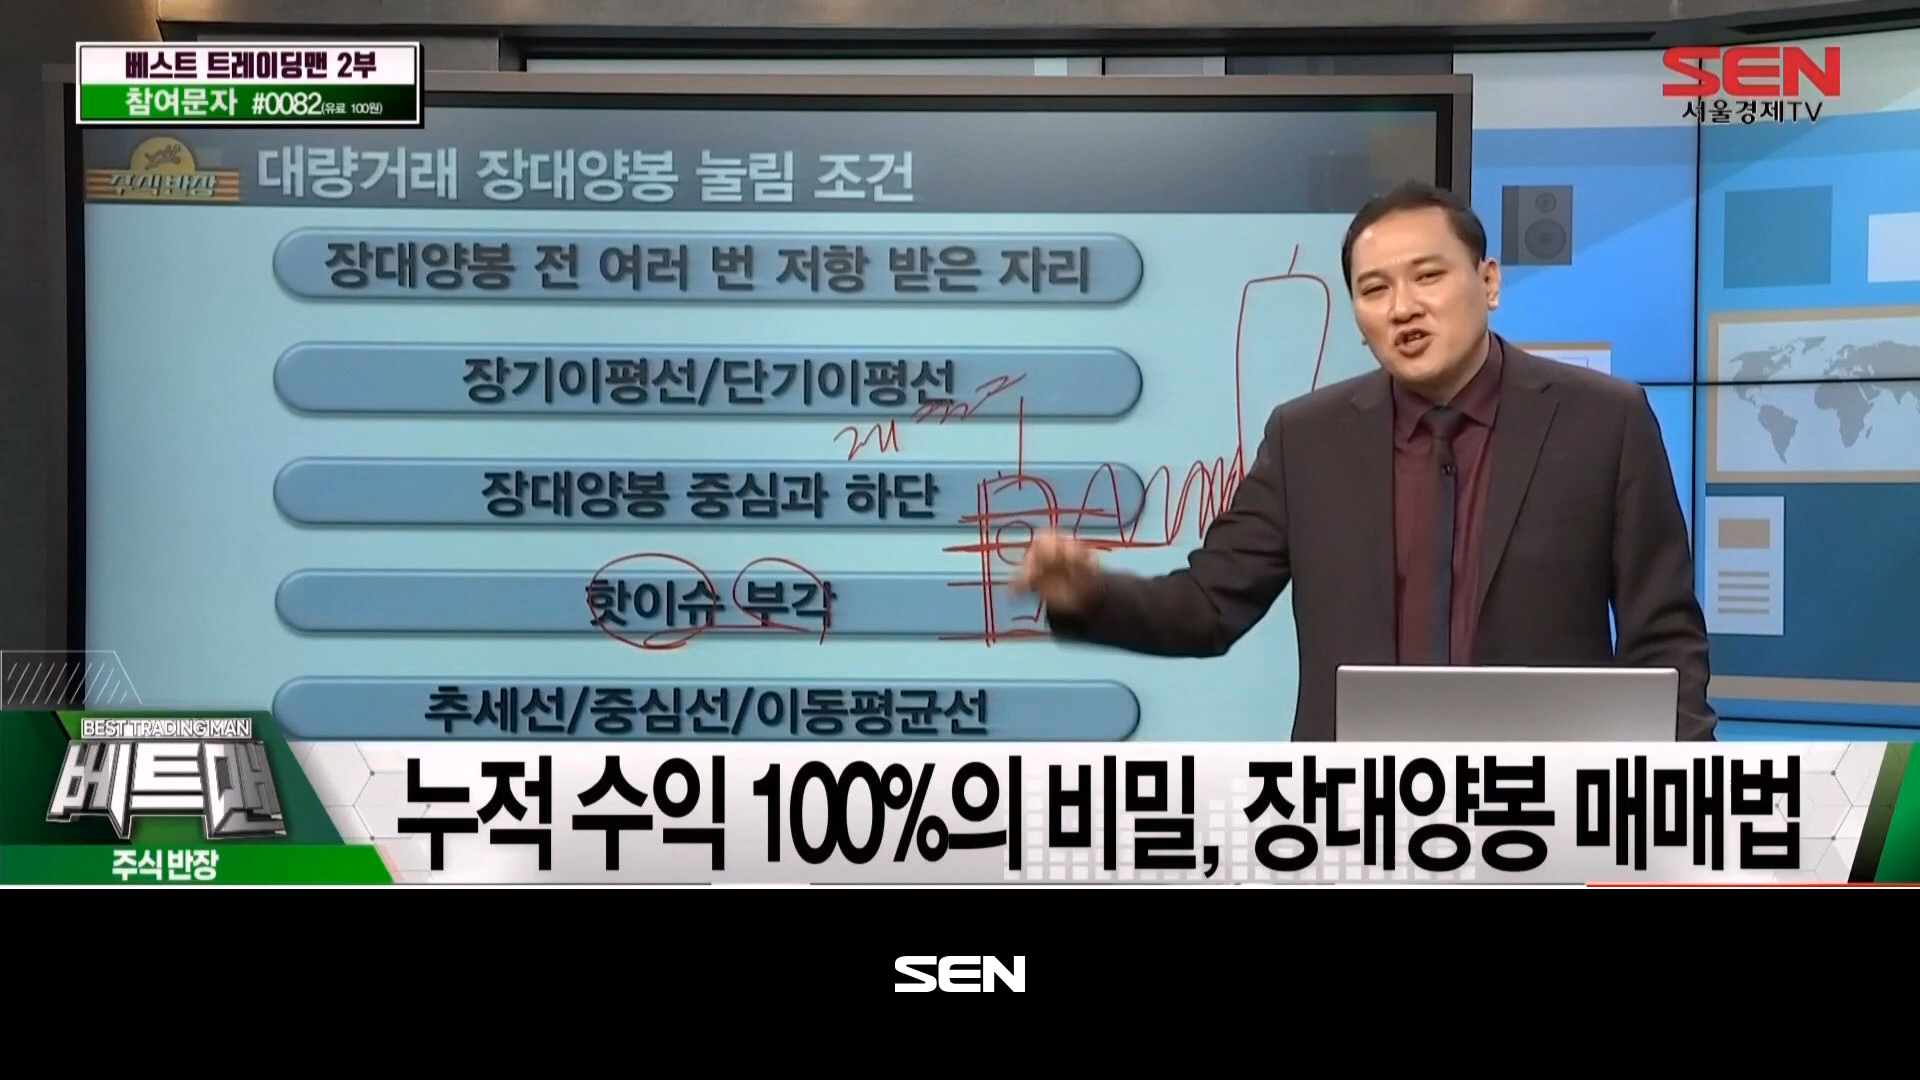 베스트 트레이딩맨 2부
참여문자 #0082(유료 100원)
SEN
서울경제TV
주식반장
대량거래 장대양봉 눌림 조건
장대양봉 전 여러 번 저항 받은 자리
장기이평선/단기이평선
장대양봉 중심과 하단
핫이슈 부각
추세선/중심선/이동평균선
BEST TRADING MAN
베트맨
주식반장
누적 수익 100%의 비밀, 장대양봉 매매법
SEN